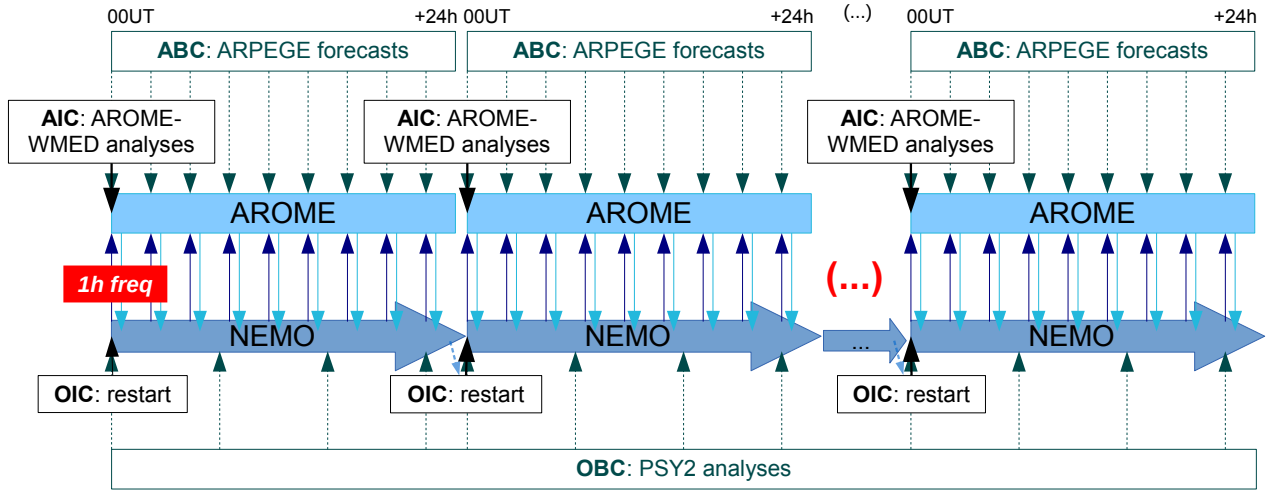 00UT +24h 00UT +24h (...) 00UT +24h
ABC: ARPEGE forecasts ABC: ARPEGE forecasts ABC: ARPEGE forecasts
AIC: AROME- AIC: AROME- AIC: AROME-
WMED analyses WMED analyses WMED analyses
AROME AROME AROME
1h freq (...)
NEMO NEMO ... NEMO
OIC: restart OIC: restart OIC: restart
OBC: PSY2 analyses